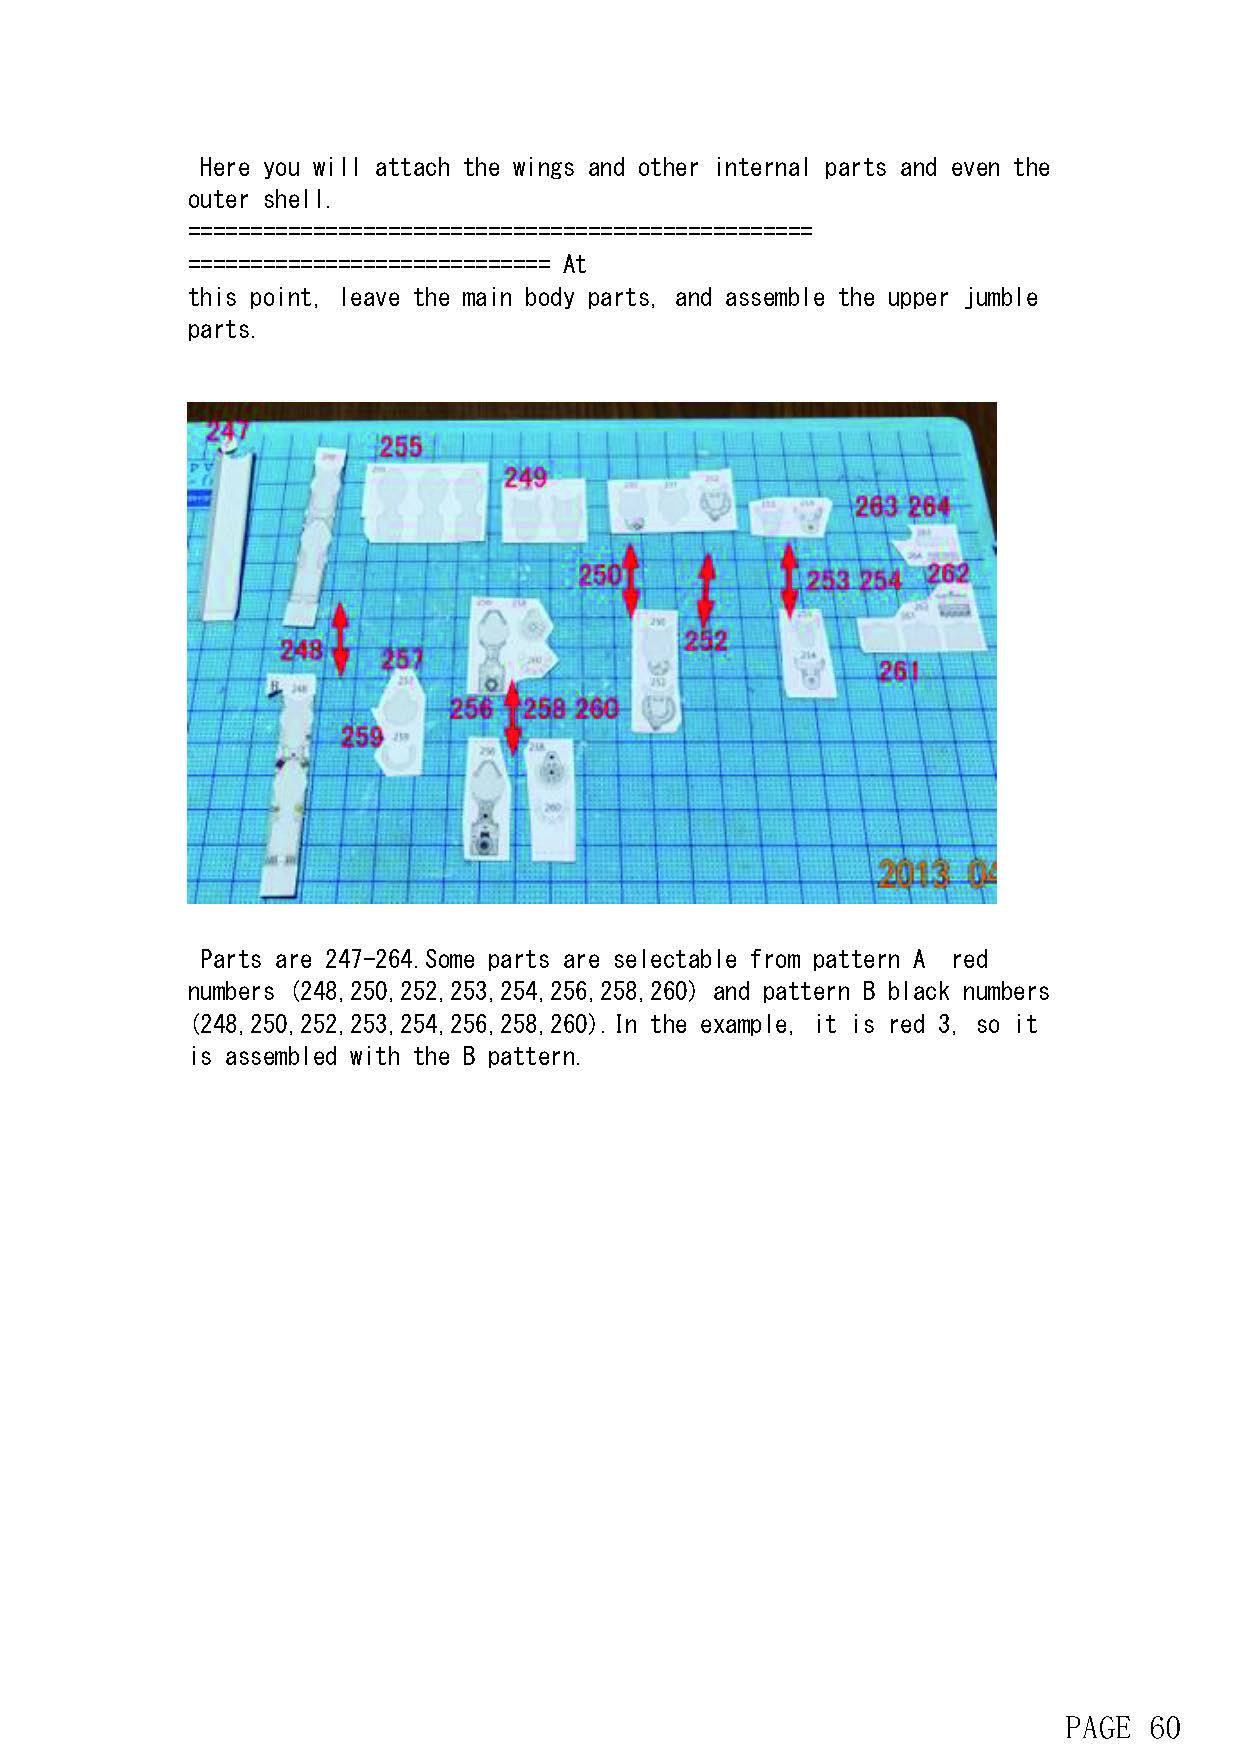 Here you will attach the wings and other internal parts and even the
outer shell.
==================================================
============================= At
this point, leave the main body parts, and assemble the upper jumble
parts.
247
255
249
263 264
250
253 254
262
248
257
252
261
256
258 260
259
2013 04
Parts are 247-264.Some parts are selectable from pattern A  red
numbers (248,250,252,253,254,256,258,260) and pattern B black numbers
(248,250,252,253,254,256,258,260).In the example, it is red 3, so it
is assembled with the B pattern.
PAGE 60